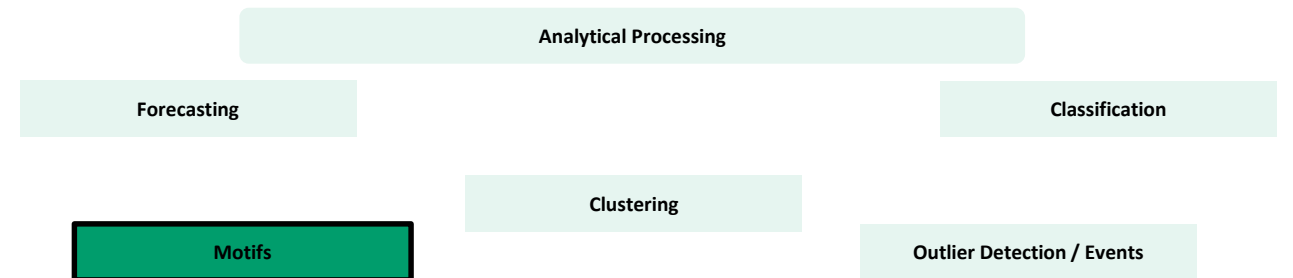 Analytical Processing
Forecasting
Classification
Clustering
Motifs
Outlier Detection / Events